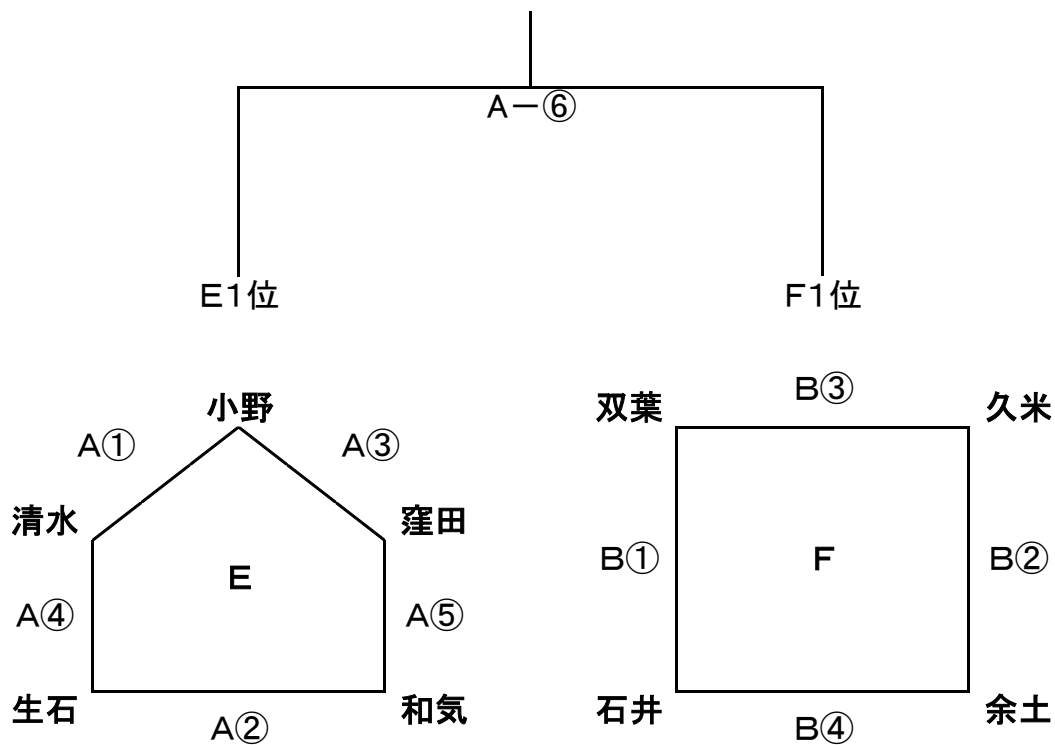 A－⑥
E1位
F1位
小野
A①
A③
清水
窪田
E
A④
A⑤
生石
和気
A②
双葉
B③
久米
B①
F
B②
石井
余土
B④